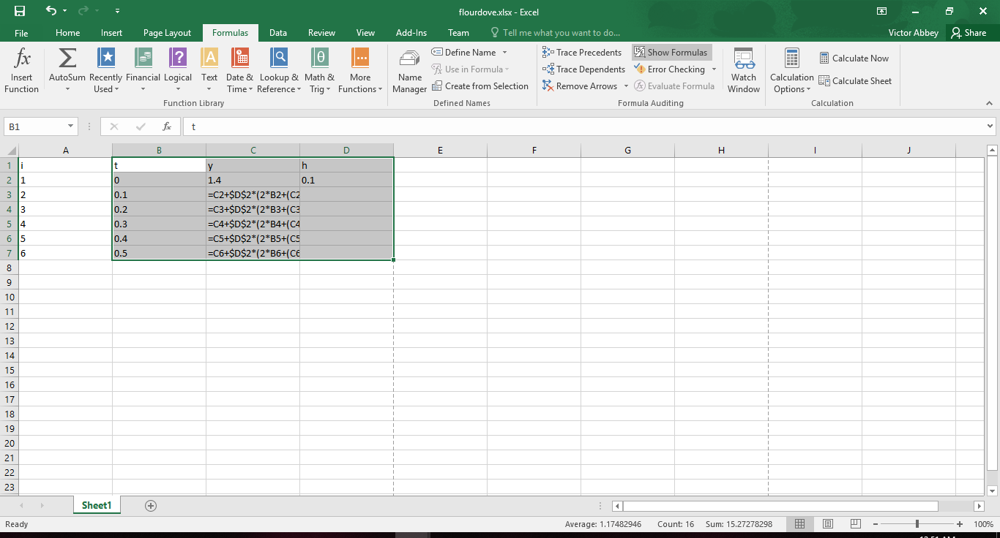 flourdove.xlsx - Excel
File Home Insert Page Layout Formulas Data Review View Add-Ins Team Tell me what you want to do... Victor Abbey Share
Insert Function
AutoSum
Recently Used
Financial
Logical
Text
Date & Time
Lookup & Reference
Math & Trig
More Functions
Function Library
Name Manager
Define Name
Use in Formula
Create from Selection
Defined Names
Trace Precedents
Trace Dependents
Remove Arrows
Show Formulas
Error Checking
Evaluate Formula
Formula Auditing
Watch Window
Calculation Options
Calculate Now
Calculate Sheet
Calculation
B1 fx t
A B C D E F G H I J
1 i t y h
2 1 0 1.4 0.1
3 2 0.1 =C2+$D$2*(2*B2+(C2
4 3 0.2 =C3+$D$2*(2*B3+(C3
5 4 0.3 =C4+$D$2*(2*B4+(C4
6 5 0.4 =C5+$D$2*(2*B5+(C5
7 6 0.5 =C6+$D$2*(2*B6+(C6
8
9
10
11
12
13
14
15
16
17
18
19
20
21
22
23
Sheet1
Ready Average: 1.17482946 Count: 16 Sum: 15.27278298 100%